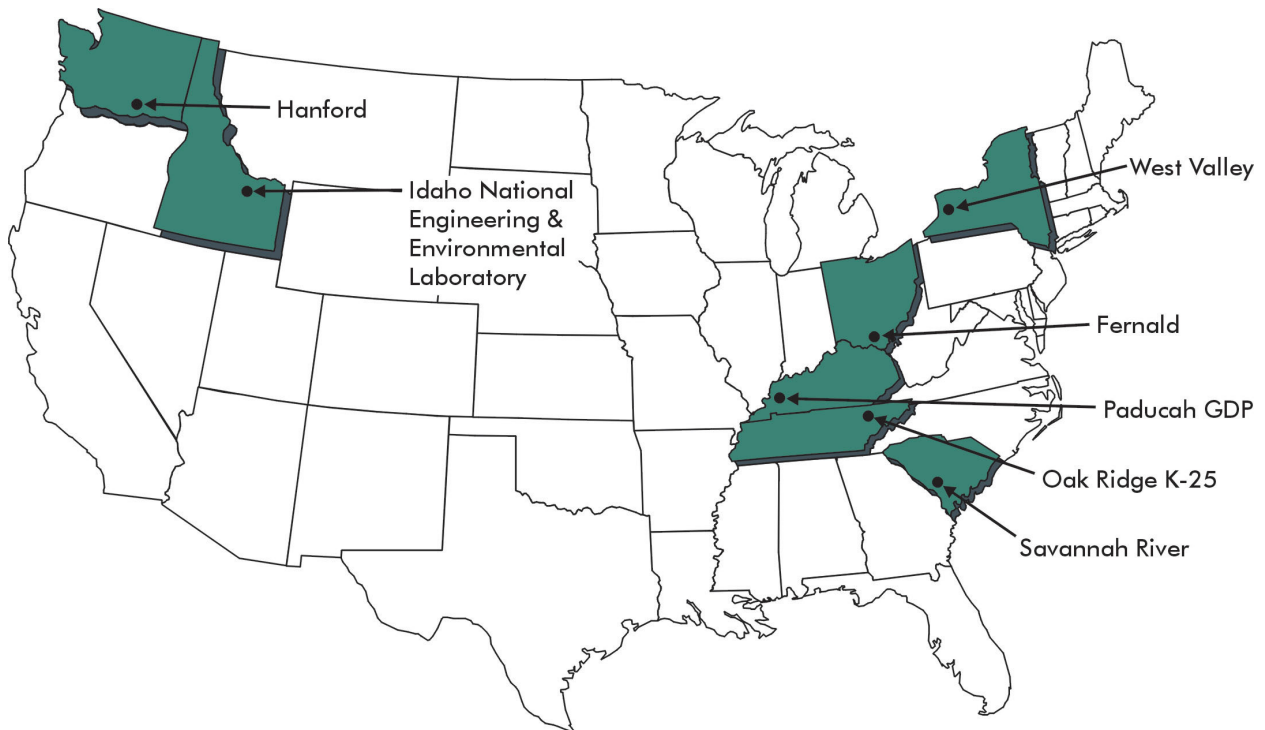 Hanford
Idaho National
Engineering &
Environmental
Laboratory
West Valley
Fernald
Paducah GDP
Oak Ridge K-25
Savannah River